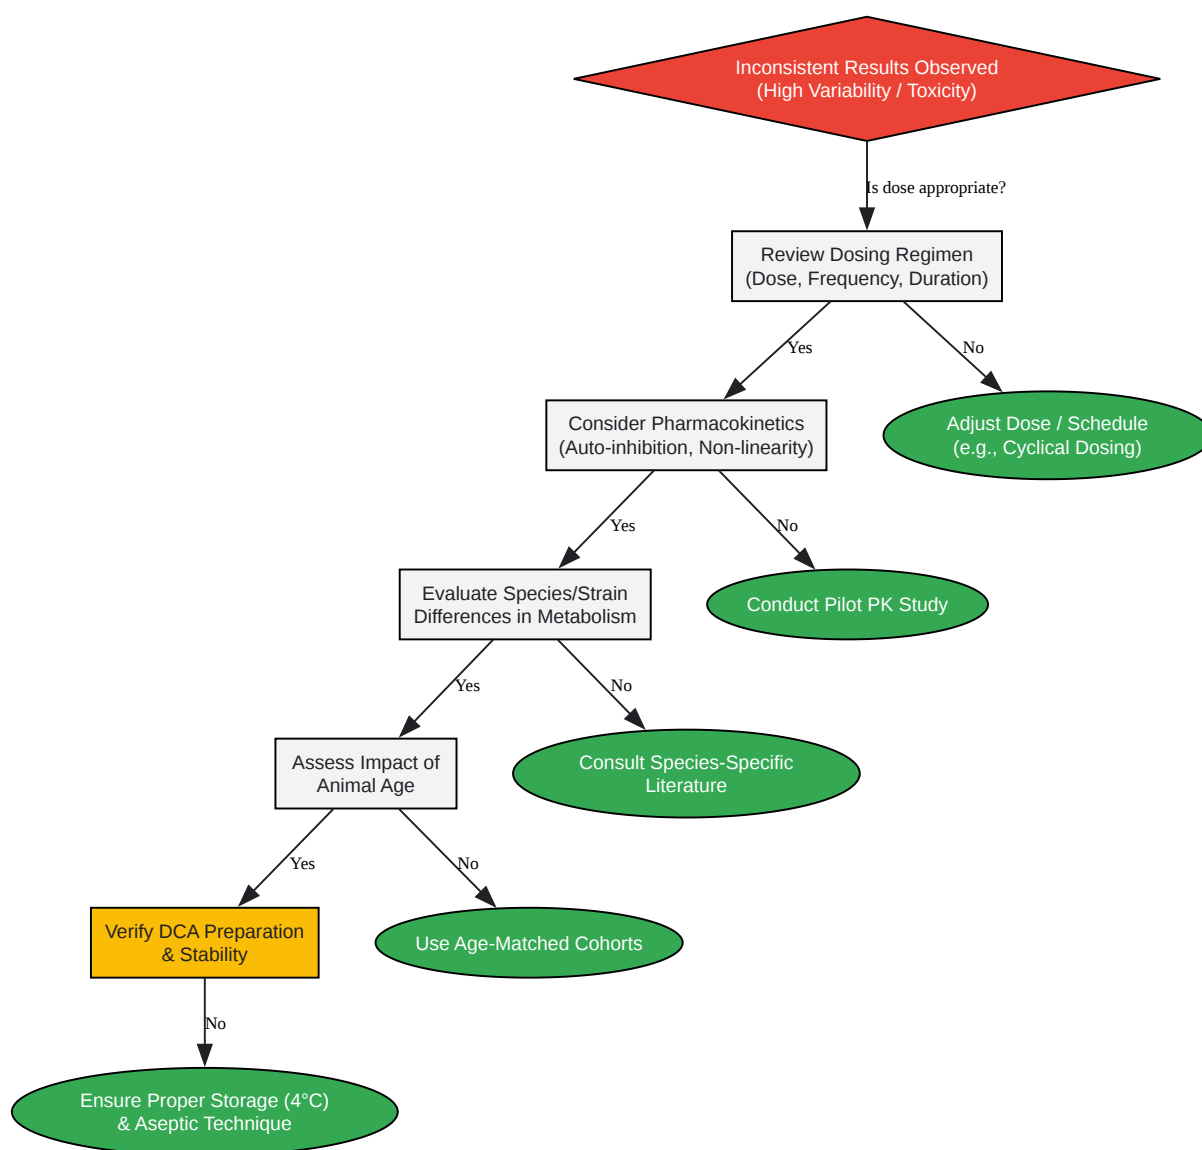 Inconsistent Results Observed
(High Variability / Toxicity)
Is dose appropriate?
Review Dosing Regimen
(Dose, Frequency, Duration)
Yes
No
Consider Pharmacokinetics
(Auto-inhibition, Non-linearity)
Adjust Dose / Schedule
(e.g., Cyclical Dosing)
Yes
No
Evaluate Species/Strain
Differences in Metabolism
Conduct Pilot PK Study
Yes
No
Assess Impact of
Animal Age
Consult Species-Specific
Literature
Yes
No
Verify DCA Preparation
& Stability
Use Age-Matched Cohorts
No
Ensure Proper Storage (4°C)
& Aseptic Technique